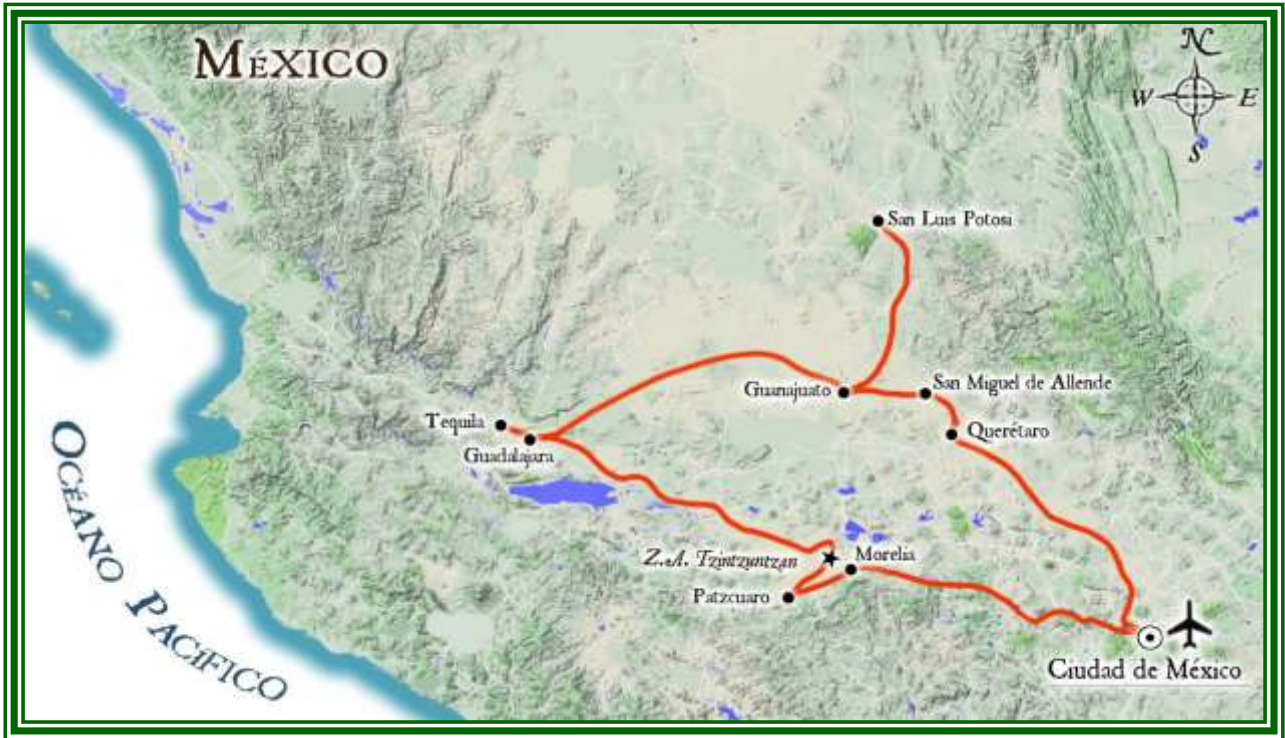 MÉXICO
N
W E
S
San Luis Potosi
Guanajuato
San Miguel de Allende
Tequila
Querétaro
Guadalajara
Z.A. Tzintzuntzan
Morelia
Patzcuaro
Ciudad de México
OCÉANO PACÍFICO